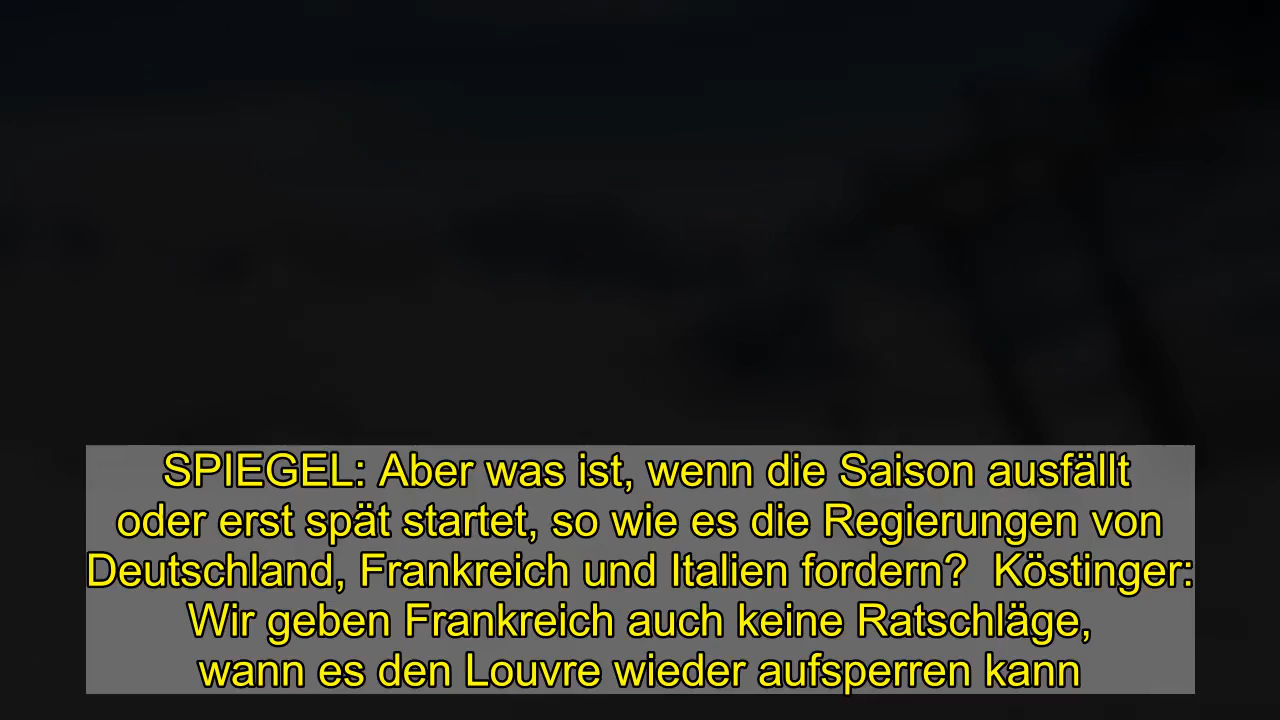 SPIEGEL: Aber was ist, wenn die Saison ausfällt
oder erst spät startet, so wie es die Regierungen von
Deutschland, Frankreich und Italien fordern?  Köstinger:
Wir geben Frankreich auch keine Ratschläge,
wann es den Louvre wieder aufsperren kann